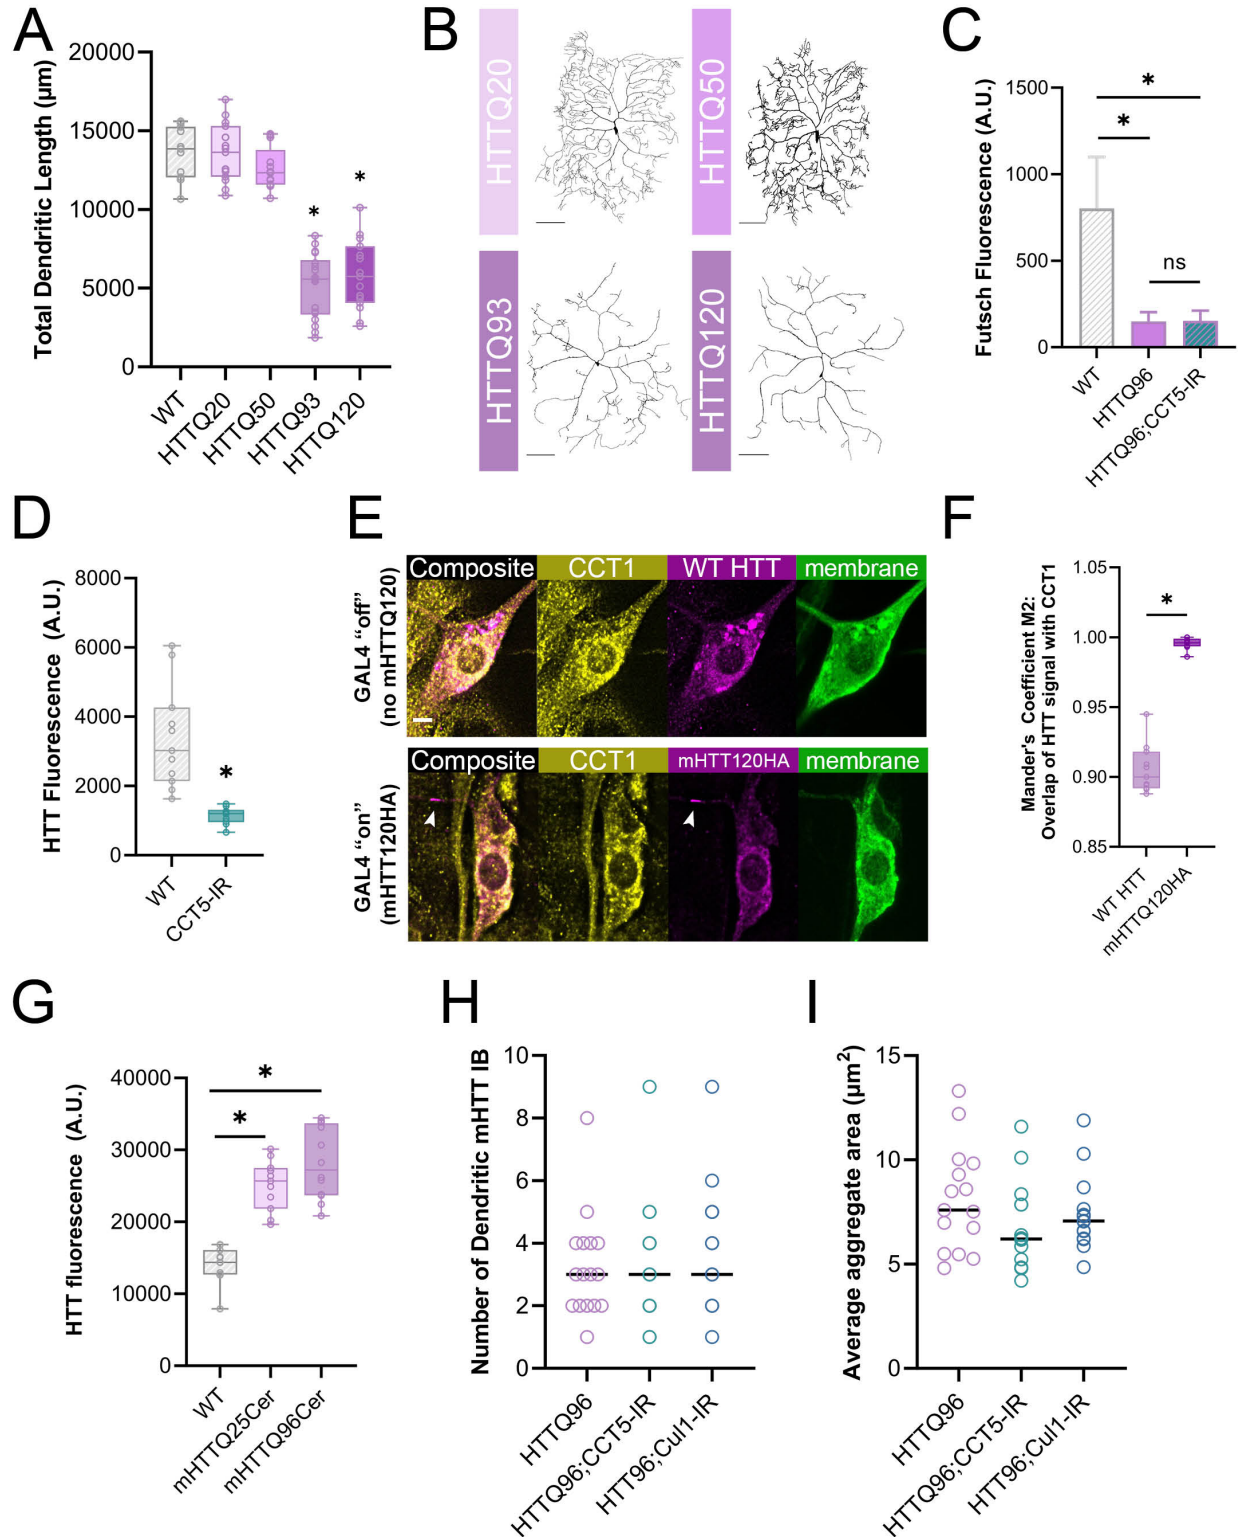 A
Total Dendritic Length (µm)
20000
15000
10000
5000
0
*
*
WT
HTTQ20
HTTQ50
HTTQ93
HTTQ120
B
HTTQ20
HTTQ50
HTTQ93
HTTQ120
C
Futsch Fluorescence (A.U.)
1500
1000
500
0
*
*
ns
WT
HTTQ96
HTTQ96;CCT5-IR
D
HTT Fluorescence (A.U.)
8000
6000
4000
2000
0
*
WT
CCT5-IR
E
GAL4 “off”
(no mHTTQ120)
Composite
CCT1
WT HTT
membrane
GAL4 “on”
(mHTT120HA)
Composite
CCT1
mHTT120HA
membrane
F
Mander's Coefficient M2:
Overlap of HTT signal with CCT1
1.05
1.00
0.95
0.90
0.85
*
WT HTT
mHTTQ120HA
G
HTT fluorescence (A.U.)
40000
30000
20000
10000
0
*
*
WT
mHTTQ25Cer
mHTTQ96Cer
H
Number of Dendritic mHTT IB
10
8
6
4
2
0
HTTQ96
HTTQ96;CCT5-IR
HTT96;Cul1-IR
I
Average aggregate area (µm²)
15
10
5
0
HTTQ96
HTTQ96;CCT5-IR
HTT96;Cul1-IR